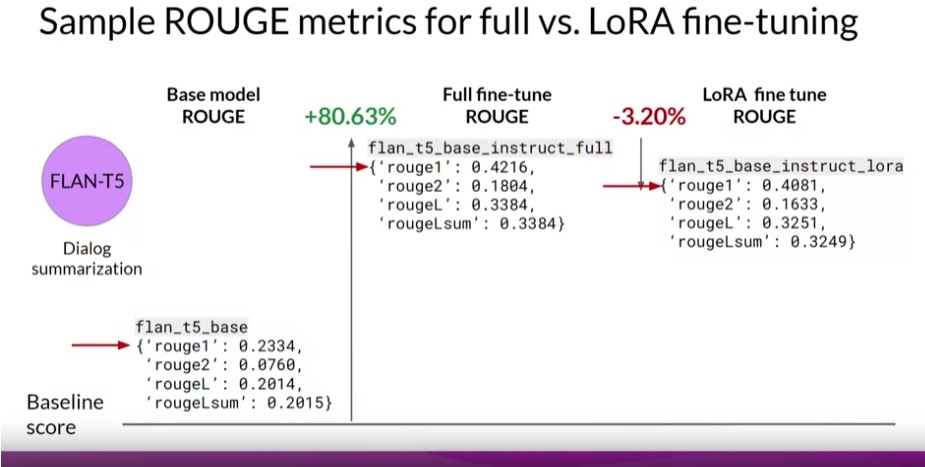 Sample ROUGE metrics for full vs. LoRA fine-tuning
Base model
ROUGE
+80.63%
Full fine-tune
ROUGE
-3.20%
LoRA fine tune
ROUGE
FLAN-T5
Dialog
summarization
flan_t5_base_instruct_full
{‘rouge1’: 0.4216,
‘rouge2’: 0.1804,
‘rougeL’: 0.3384,
‘rougeLsum’: 0.3384}
flan_t5_base_instruct_lora
{‘rouge1’: 0.4081,
‘rouge2’: 0.1633,
‘rougeL’: 0.3251,
‘rougeLsum’: 0.3249}
flan_t5_base
{‘rouge1’: 0.2334,
‘rouge2’: 0.0760,
‘rougeL’: 0.2014,
‘rougeLsum’: 0.2015}
Baseline
score